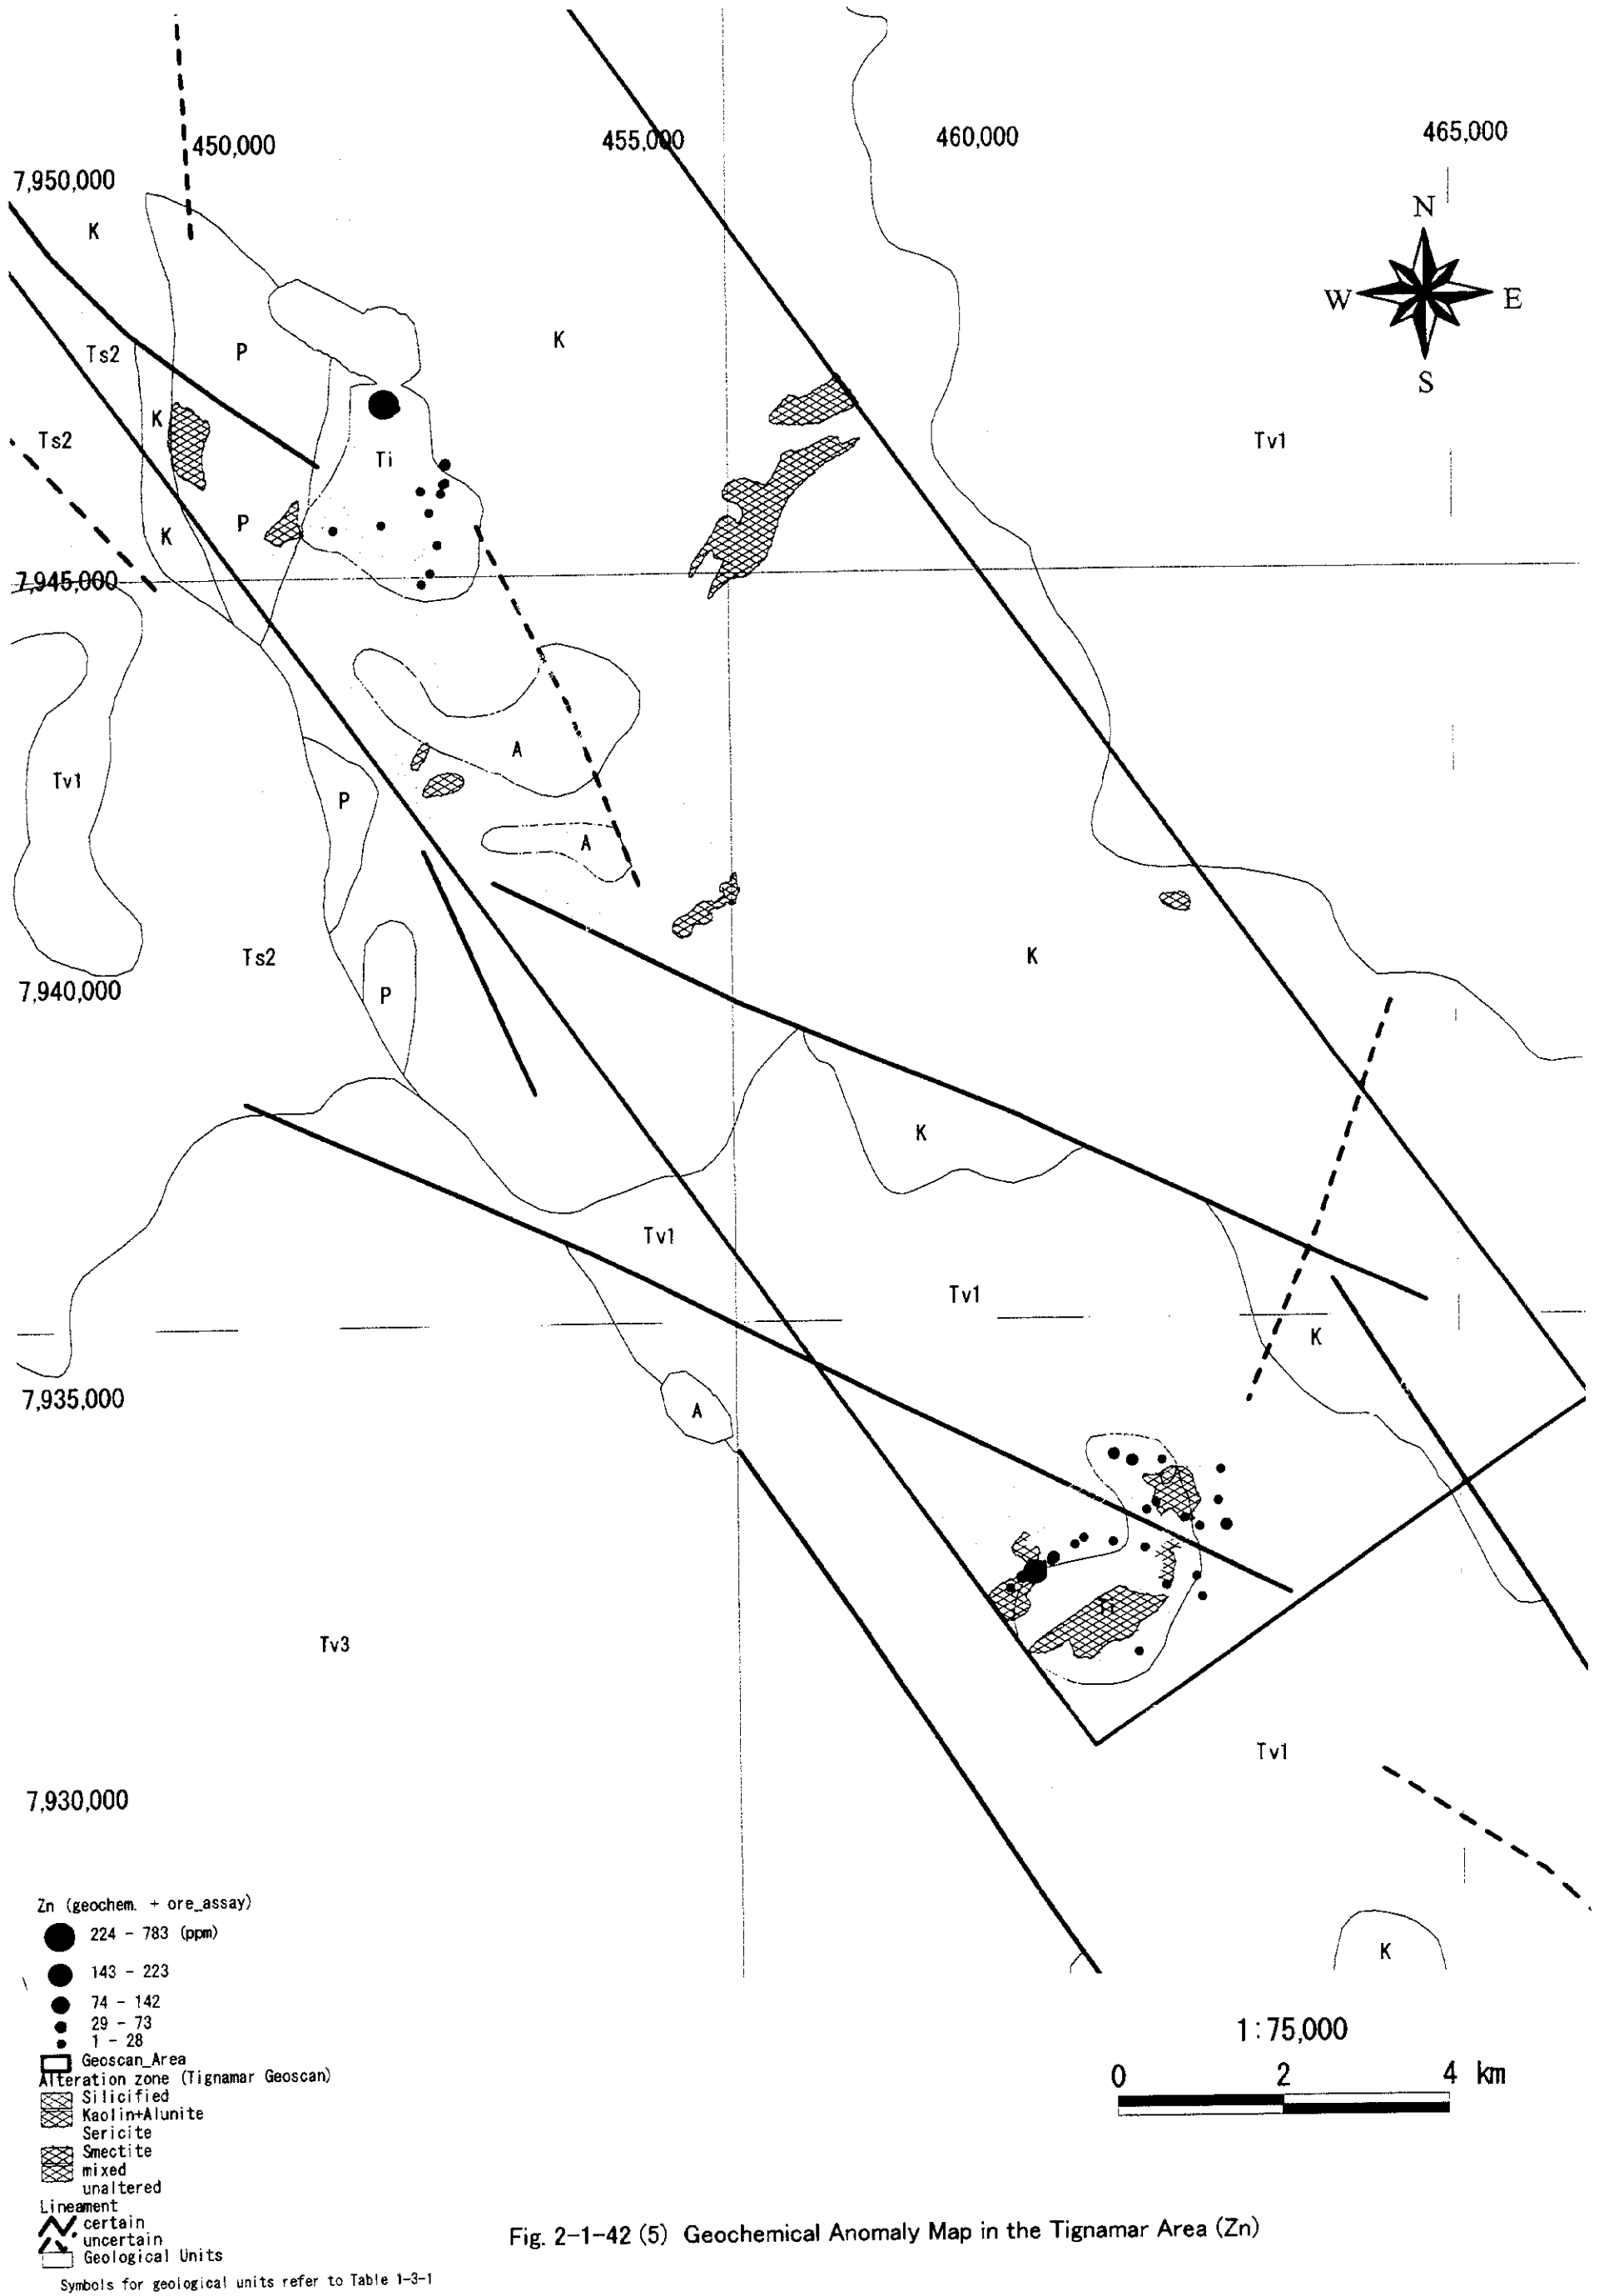 450,000 455,000 460,000 465,000
7,950,000
N
W E
S
K
K
Ts2 P
K
Ts2
Tv1
Ti
P
K
7,945,000
A
Tv1
P
A
Ts2
K
7,940,000
P
K
Tv1
Tv1
K
7,935,000
A
Tv3
Tv1
7,930,000
K
Zn (geochem. + ore_assay)
224 - 783 (ppm)
143 - 223
74 - 142
29 - 73
1 - 28
Geoscan_Area
Alteration zone (Tignamar Geoscan)
Silicified
Kaolin+Alunite
Sericite
Smectite
mixed
unaltered
Lineament
certain
uncertain
Geological Units
Symbols for geological units refer to Table 1-3-1
1:75,000
0 2 4 km
Fig. 2-1-42 (5) Geochemical Anomaly Map in the Tignamar Area (Zn)